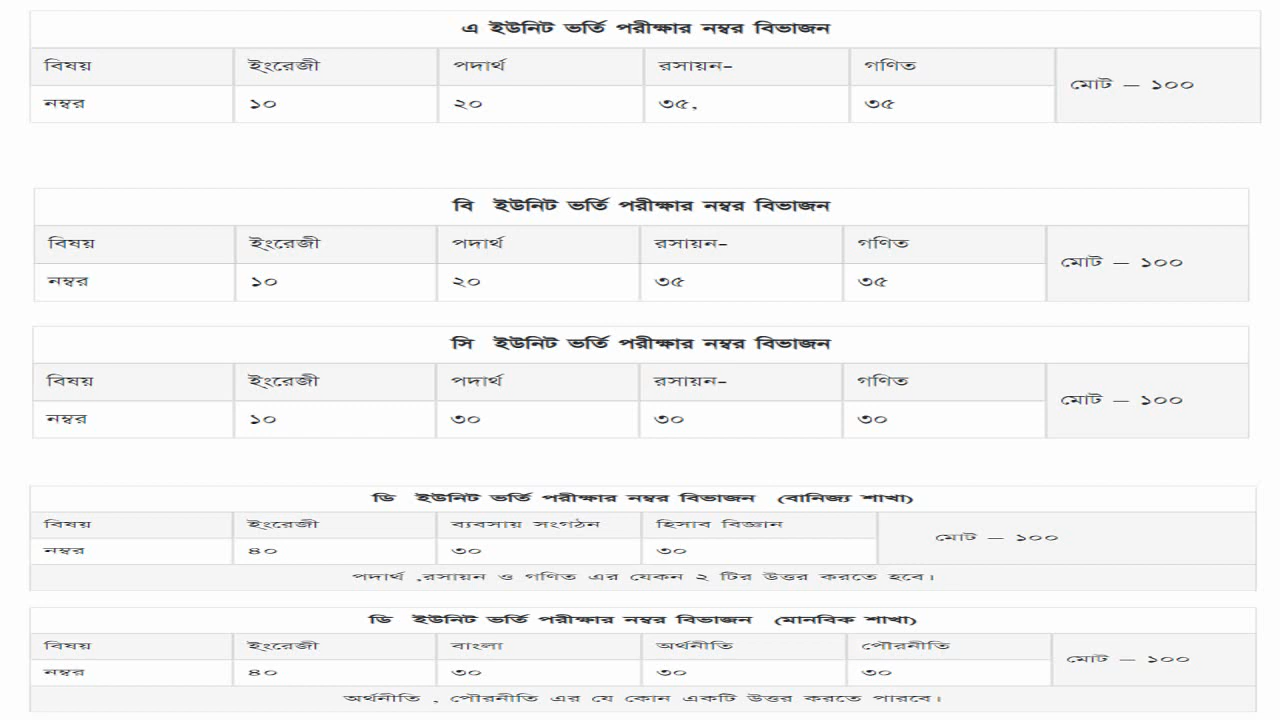 এ ইউনিট ভর্তি পরীক্ষার নম্বর বিভাজন
বিষয় ইংরেজী পদার্থ রসায়ন- গণিত মোট – ১০০
নম্বর ১০ ২০ ৩৫, ৩৫
বি ইউনিট ভর্তি পরীক্ষার নম্বর বিভাজন
বিষয় ইংরেজী পদার্থ রসায়ন- গণিত মোট – ১০০
নম্বর ১০ ২০ ৩৫ ৩৫
সি ইউনিট ভর্তি পরীক্ষার নম্বর বিভাজন
বিষয় ইংরেজী পদার্থ রসায়ন- গণিত মোট – ১০০
নম্বর ১০ ৩০ ৩০ ৩০
ডি ইউনিট ভর্তি পরীক্ষার নম্বর বিভাজন (বানিজ্য শাখা)
বিষয় ইংরেজী ব্যবসায় সংগঠন হিসাব বিজ্ঞান মোট – ১০০
নম্বর ৪০ ৩০ ৩০
পদার্থ ,রসায়ন ও গণিত এর যেকন ২ টির উত্তর করতে হবে।
ডি ইউনিট ভর্তি পরীক্ষার নম্বর বিভাজন (মানবিক শাখা)
বিষয় ইংরেজী বাংলা অর্থনীতি পৌরনীতি মোট – ১০০
নম্বর ৪০ ৩০ ৩০ ৩০
অর্থনীতি , পৌরনীতি এর যে কোন একটি উত্তর করতে পারবে।